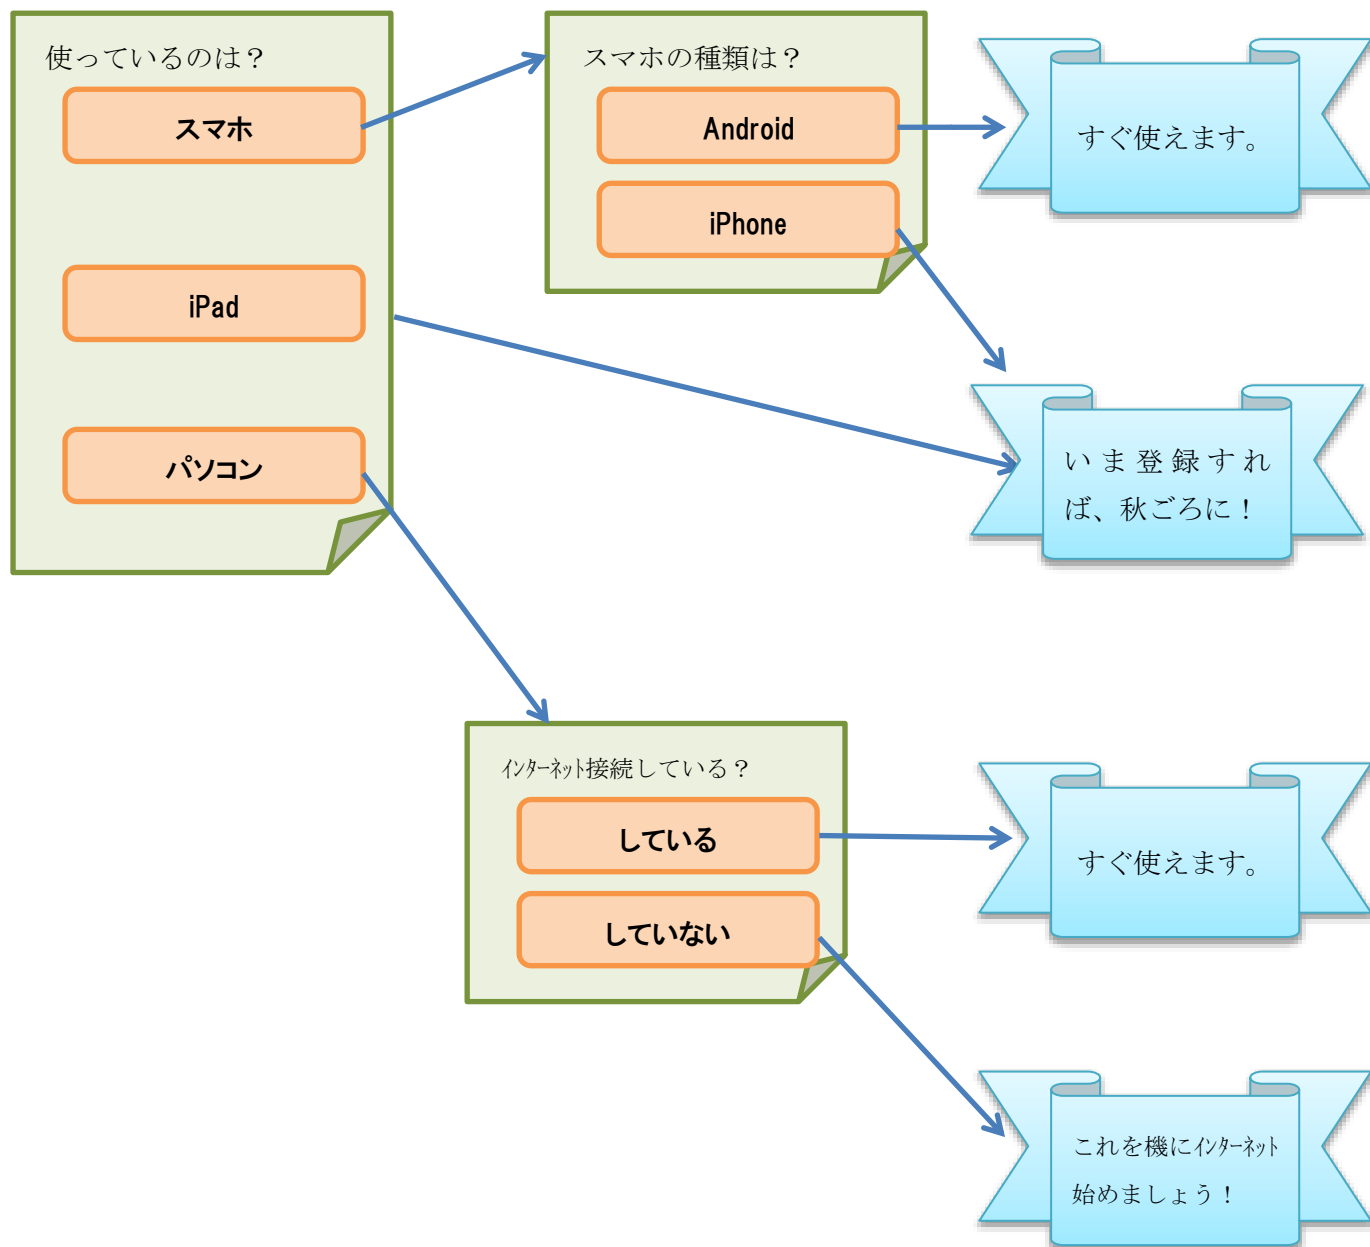 使っているのは？
スマホ
iPad
パソコン
スマホの種類は？
Android
iPhone
すぐ使えます。
いま登録すれ
ば、秋ごろに！
ｲﾝﾀｰﾈｯﾄ接続している？
している
していない
すぐ使えます。
これを機にｲﾝﾀｰﾈｯﾄ
始めましょう！